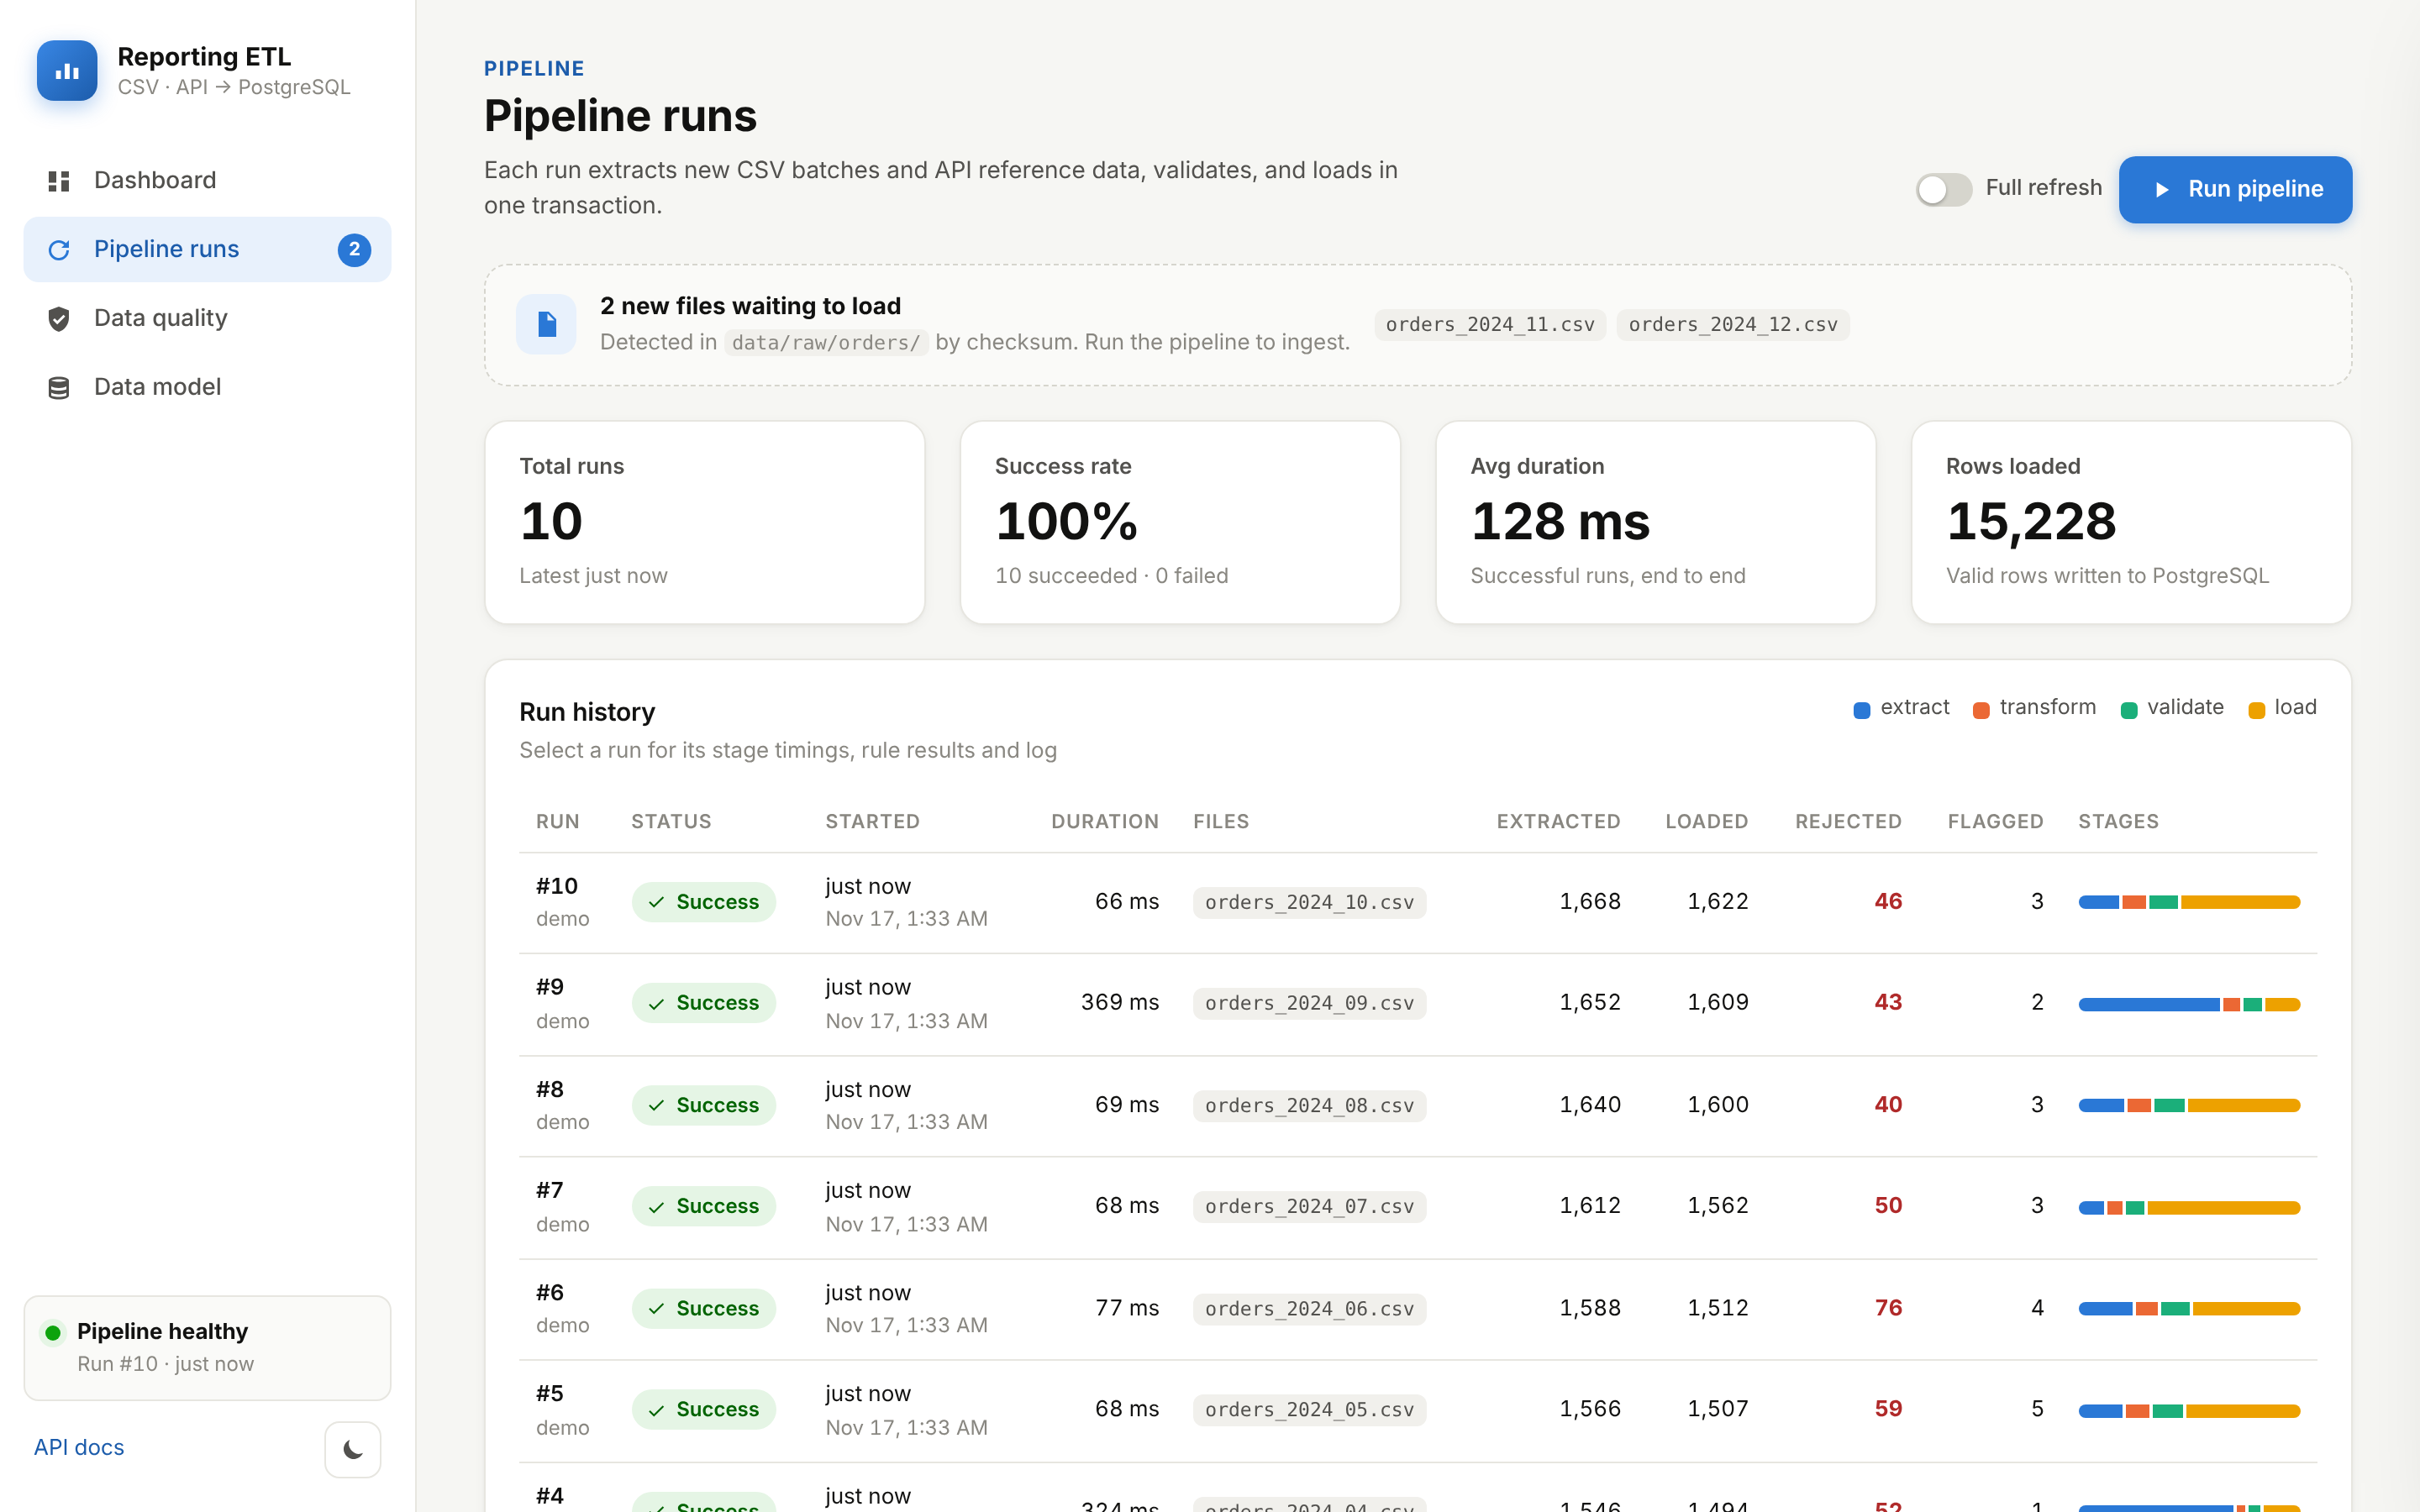 Reporting ETL
CSV · API → PostgreSQL
Dashboard
Pipeline runs 2
Data quality
Data model
Pipeline healthy
Run #10 · just now
API docs
PIPELINE
Pipeline runs
Each run extracts new CSV batches and API reference data, validates, and loads in
one transaction.
Full refresh
Run pipeline
2 new files waiting to load
Detected in data/raw/orders/ by checksum. Run the pipeline to ingest.
orders_2024_11.csv orders_2024_12.csv
Total runs
10
Latest just now
Success rate
100%
10 succeeded · 0 failed
Avg duration
128 ms
Successful runs, end to end
Rows loaded
15,228
Valid rows written to PostgreSQL
Run history
Select a run for its stage timings, rule results and log
extract transform validate load
RUN STATUS STARTED DURATION FILES EXTRACTED LOADED REJECTED FLAGGED STAGES
#10 demo Success just now Nov 17, 1:33 AM 66 ms orders_2024_10.csv 1,668 1,622 46 3
#9 demo Success just now Nov 17, 1:33 AM 369 ms orders_2024_09.csv 1,652 1,609 43 2
#8 demo Success just now Nov 17, 1:33 AM 69 ms orders_2024_08.csv 1,640 1,600 40 3
#7 demo Success just now Nov 17, 1:33 AM 68 ms orders_2024_07.csv 1,612 1,562 50 3
#6 demo Success just now Nov 17, 1:33 AM 77 ms orders_2024_06.csv 1,588 1,512 76 4
#5 demo Success just now Nov 17, 1:33 AM 68 ms orders_2024_05.csv 1,566 1,507 59 5
#4 Success just now 324 ms orders_2024_04.csv 1,546 1,494 52 1